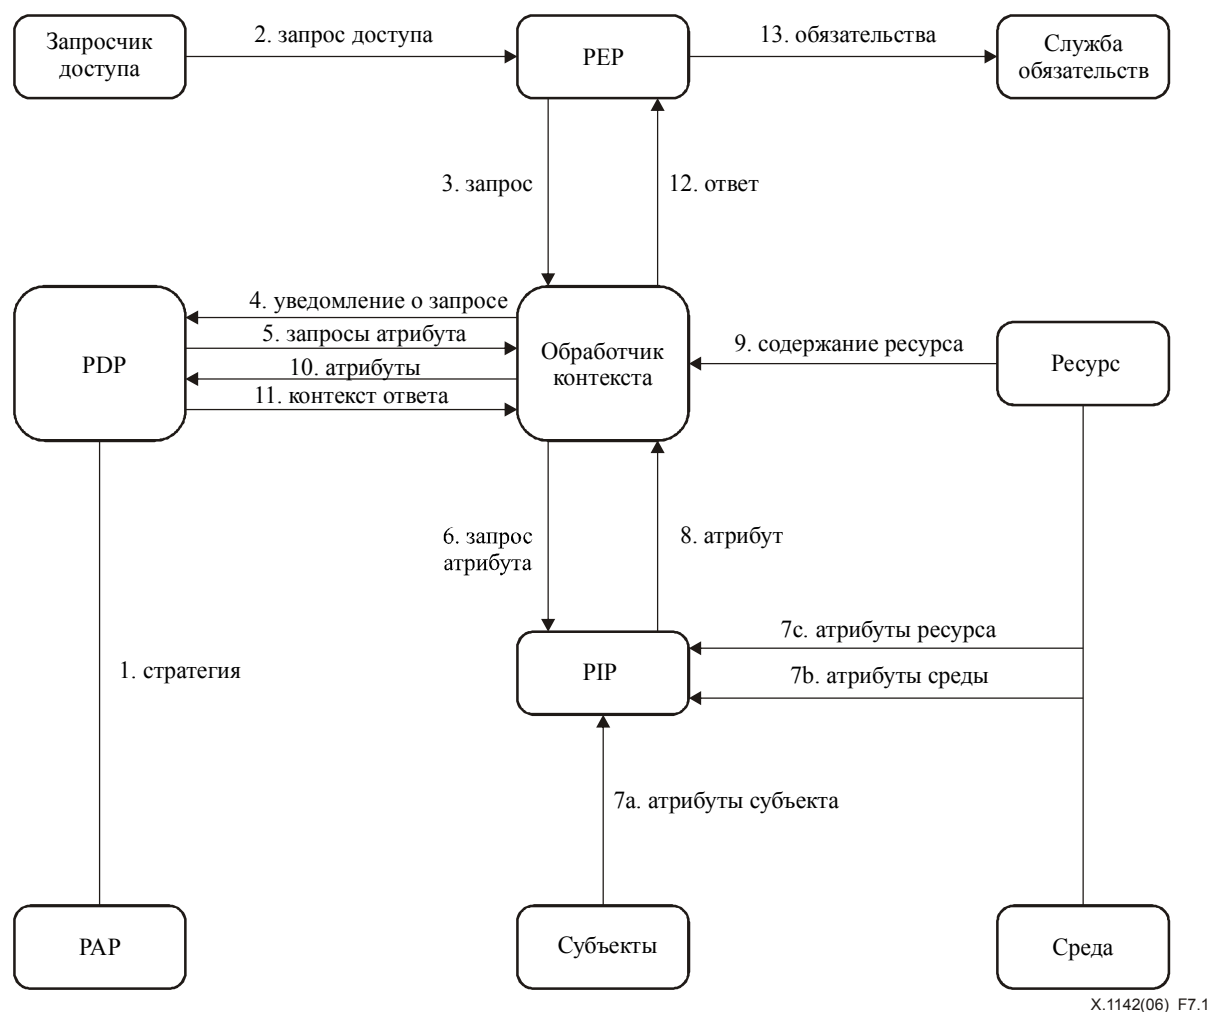 Запросчик
доступа
2. запрос доступа
PEP
13. обязательства
Служба
обязательств
3. запрос
12. ответ
PDP
4. уведомление о запросе
5. запросы атрибута
10. атрибуты
11. контекст ответа
Обработчик
контекста
9. содержание ресурса
Ресурс
6. запрос
атрибута
8. атрибут
1. стратегия
PIP
7c. атрибуты ресурса
7b. атрибуты среды
7a. атрибуты субъекта
PAP
Субъекты
Среда
X.1142(06)_F7.1